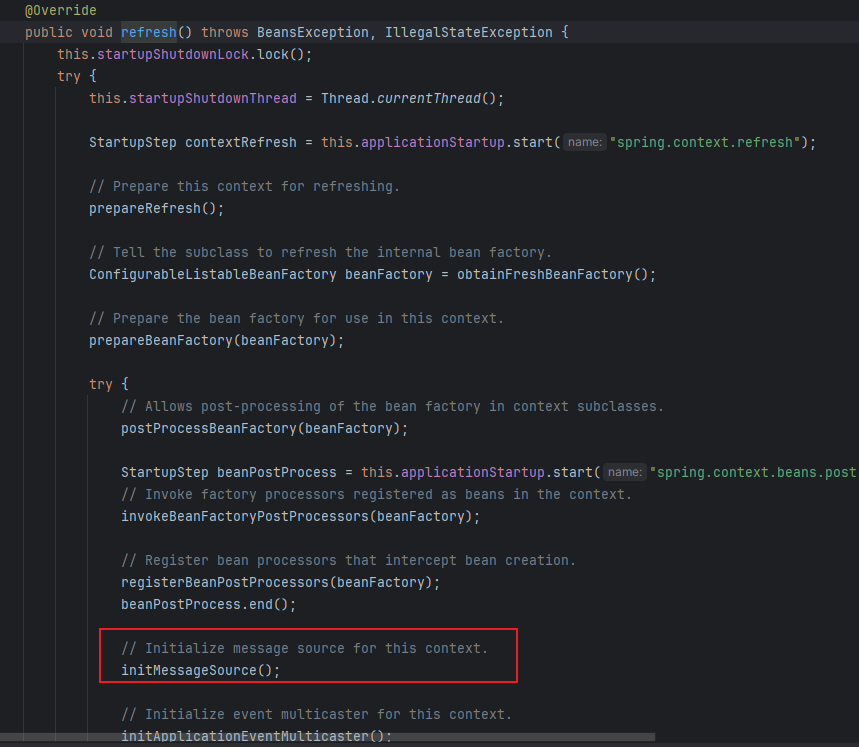 @Override
public void refresh() throws BeansException, IllegalStateException {
this.startupShutdownLock.lock();
try {
this.startupShutdownThread = Thread.currentThread();
StartupStep contextRefresh = this.applicationStartup.start( name: "spring.context.refresh");
// Prepare this context for refreshing.
prepareRefresh();
// Tell the subclass to refresh the internal bean factory.
ConfigurableListableBeanFactory beanFactory = obtainFreshBeanFactory();
// Prepare the bean factory for use in this context.
prepareBeanFactory(beanFactory);
try {
// Allows post-processing of the bean factory in context subclasses.
postProcessBeanFactory(beanFactory);
StartupStep beanPostProcess = this.applicationStartup.start( name: "spring.context.beans.post
// Invoke factory processors registered as beans in the context.
invokeBeanFactoryPostProcessors(beanFactory);
// Register bean processors that intercept bean creation.
registerBeanPostProcessors(beanFactory);
beanPostProcess.end();
// Initialize message source for this context.
initMessageSource();
// Initialize event multicaster for this context.
initApplicationEventMulticaster();